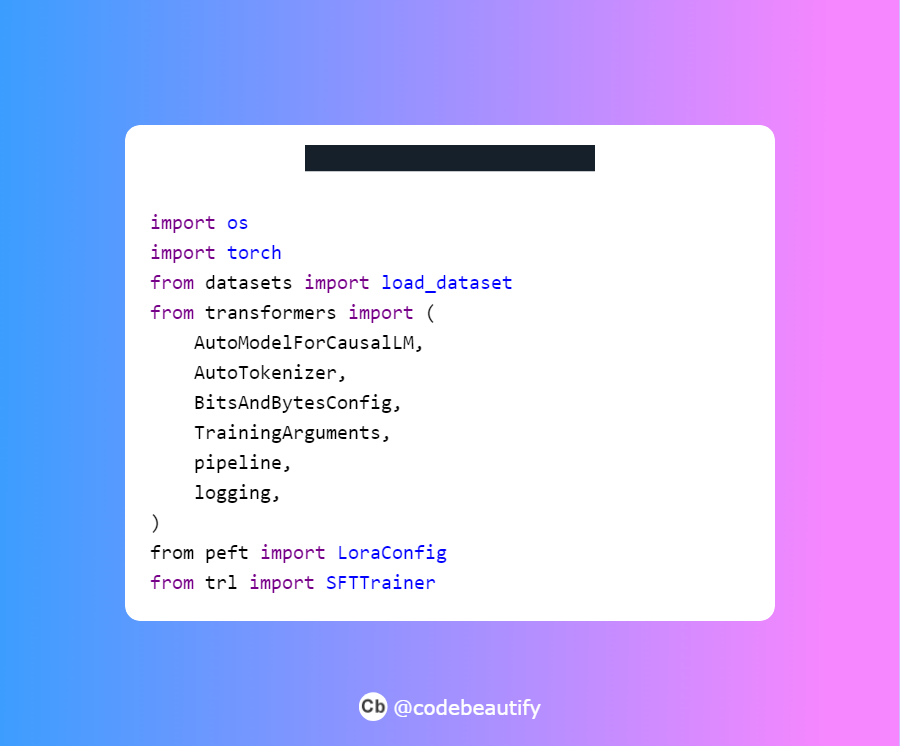 import os
import torch
from datasets import load_dataset
from transformers import (
    AutoModelForCausalLM,
    AutoTokenizer,
    BitsAndBytesConfig,
    TrainingArguments,
    pipeline,
    logging,
)
from peft import LoraConfig
from trl import SFTTrainer
Cb @codebeautify